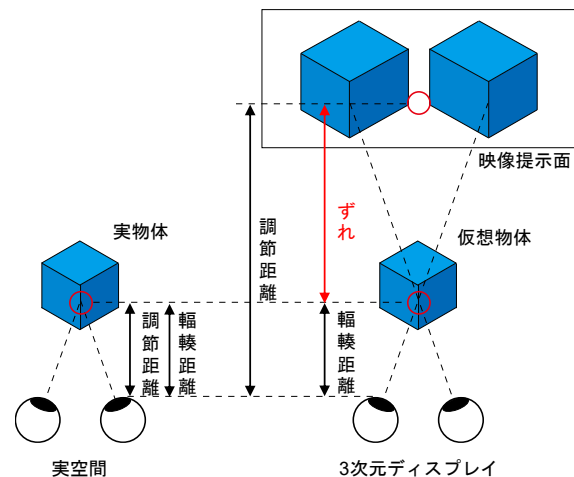 映像提示面
実物体
仮想物体
調節距離
ずれ
調節距離
輻輳距離
輻輳距離
実空間
3次元ディスプレイ